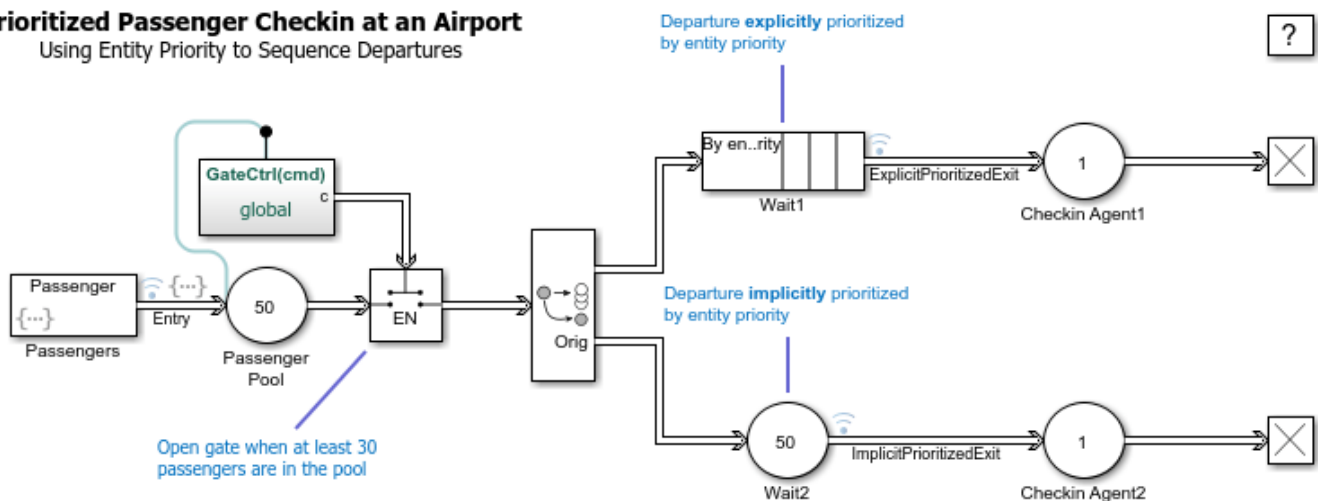 rioritized Passenger Checkin at an Airport
Using Entity Priority to Sequence Departures
Departure explicitly prioritized
by entity priority
?
GateCtrl(cmd)
c
global
By en..rity
ExplicitPrioritizedExit
Wait1
1
Checkin Agent1
Passenger
{...}
{...}
Entry
Passengers
50
Passenger
Pool
EN
Orig
Departure implicitly prioritized
by entity priority
Open gate when at least 30
passengers are in the pool
50
Wait2
ImplicitPrioritizedExit
1
Checkin Agent2